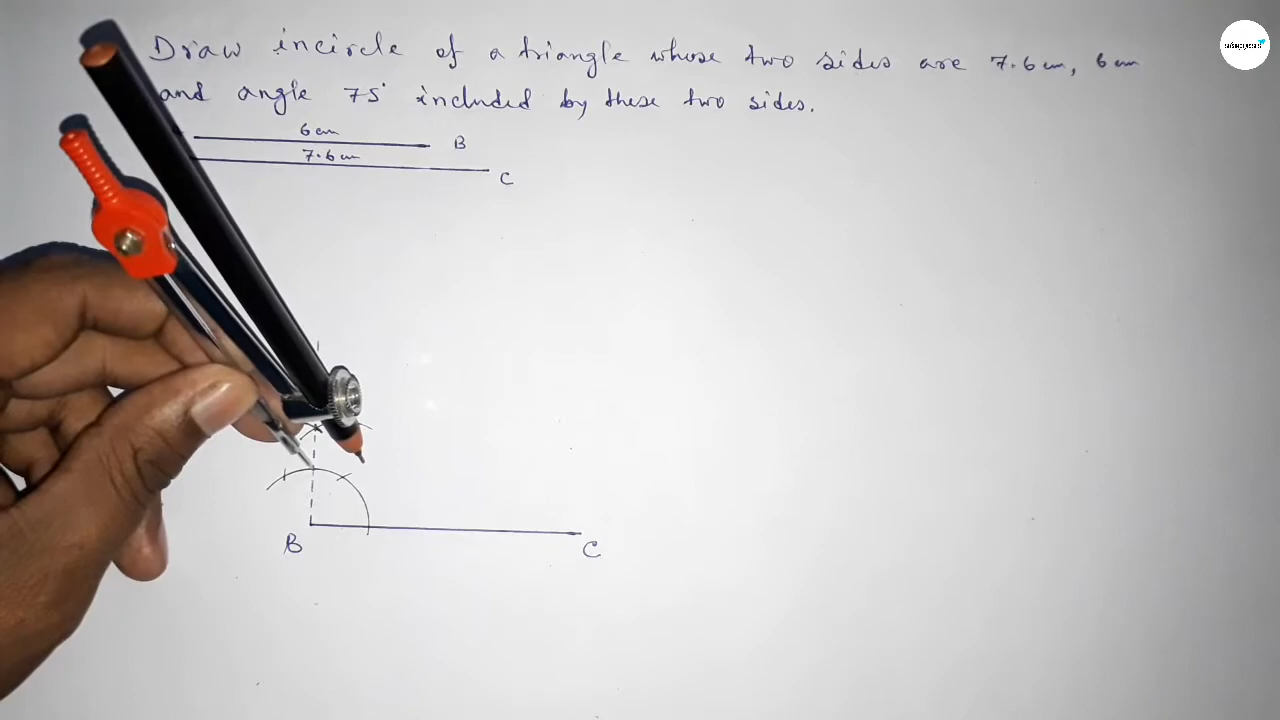 Draw incircle of a triangle whose two sides are 7.6 cm, 6 cm
and angle 75° included by these two sides.
6 cm
B
7.6 cm
C
B
C